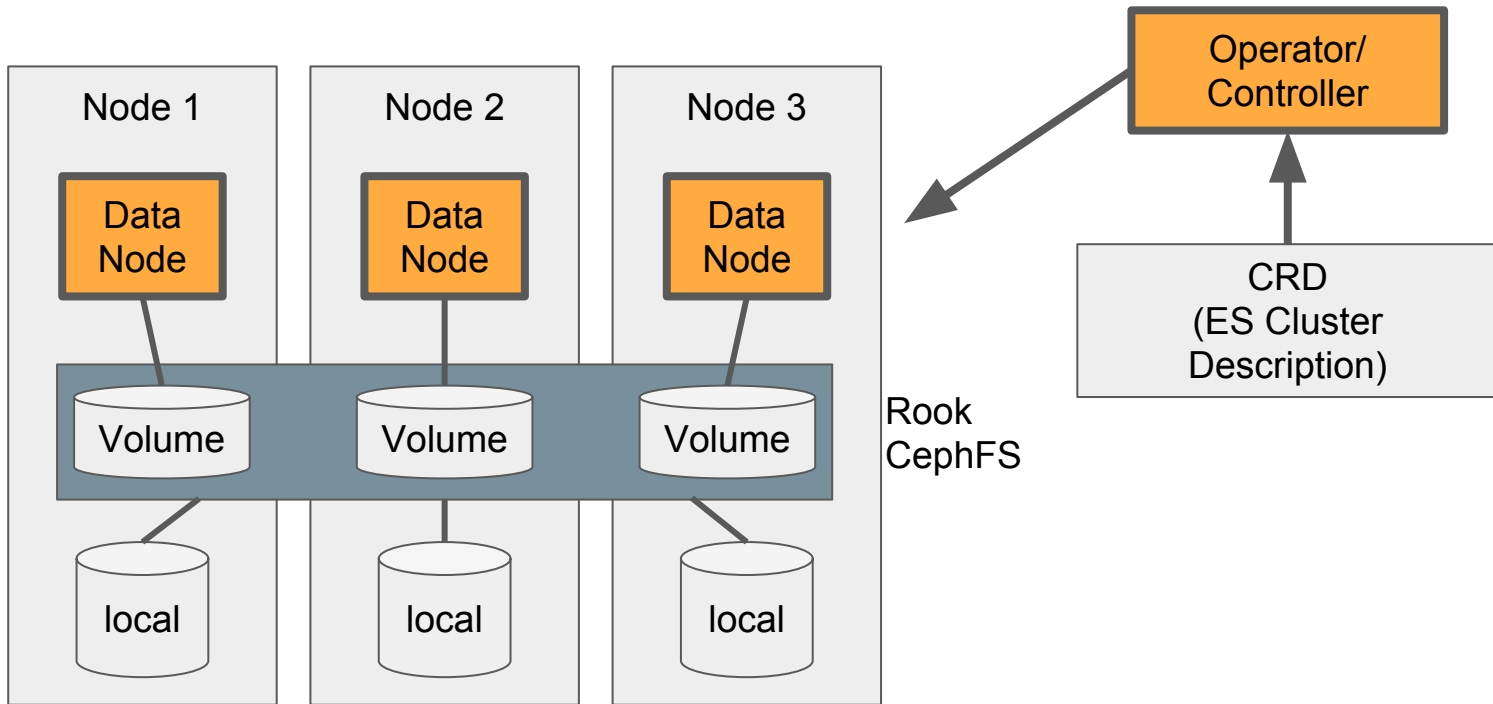 Operator/
Controller
Node 1
Node 2
Node 3
Data
Node
Data
Node
Data
Node
CRD
(ES Cluster
Description)
Volume
Volume
Volume
Rook
CephFS
local
local
local